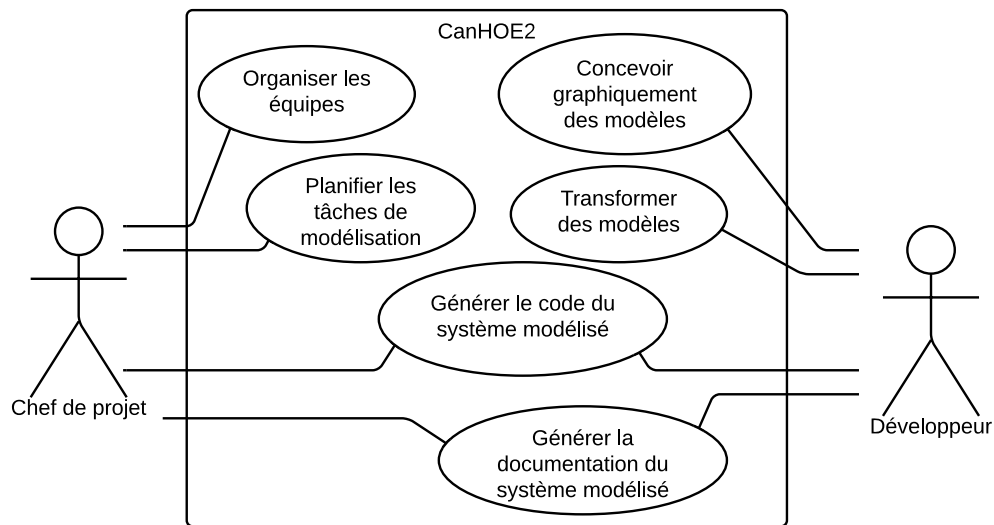 CanHOE2
Organiser les
équipes
Concevoir
graphiquement
des modèles
Planifier les
tâches de
modélisation
Transformer
des modèles
Générer le code du
système modélisé
Chef de projet
Développeur
Générer la
documentation du
système modélisé